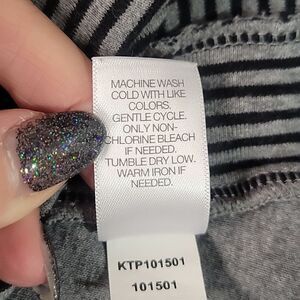 MACHINE WASH
COLD WITH LIKE
COLORS.
GENTLE CYCLE.
ONLY NON-
CHLORINE BLEACH
IF NEEDED.
TUMBLE DRY LOW.
WARM IRON IF
NEEDED.
KTP101501
101501